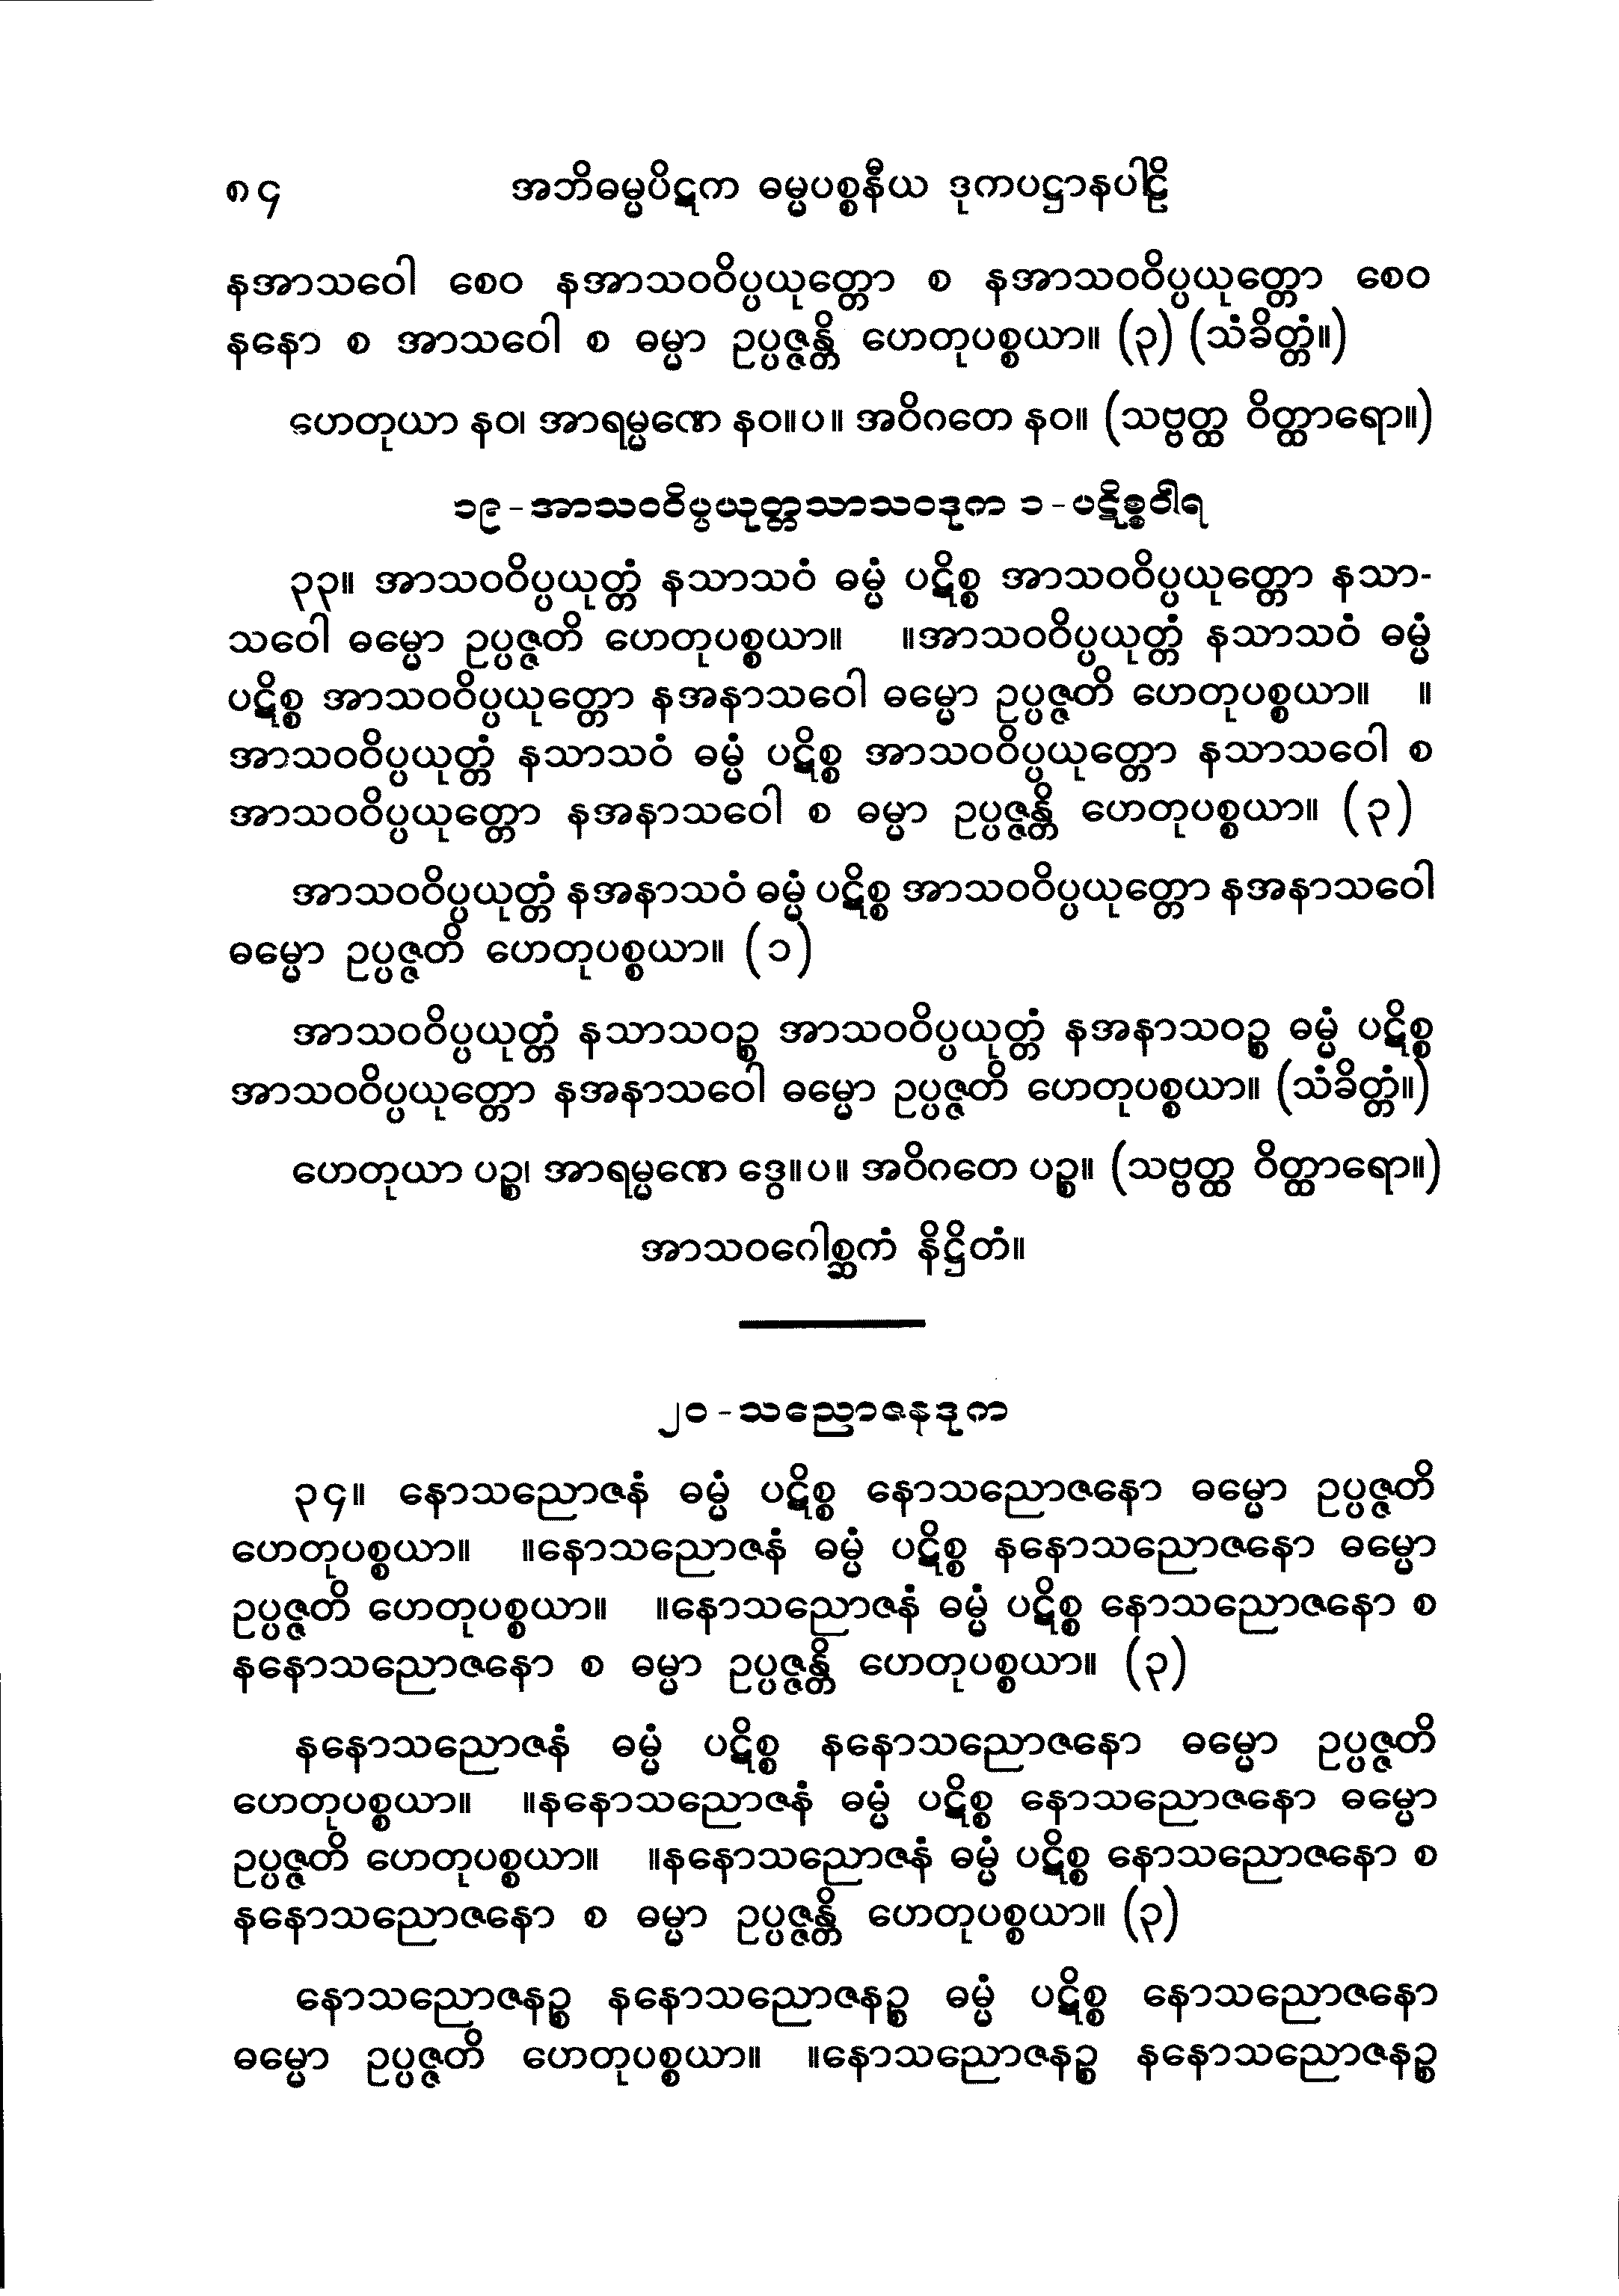 ၈၄ အဘိဓမ္မပိဋက ဓမ္မပစ္စနီယ ဒုကပဋ္ဌာနပါဠိ
နအာသဝေါ စေဝ နအာသဝဝိပ္ပယုတ္တော စ နအာသဝဝိပ္ပယုတ္တော စေဝ
နနော စ အာသဝေါ စ ဓမ္မာ ဥပ္ပဇ္ဇန္တိ ဟေတုပစ္စယာ။ (၃) (သံခိတ္တံ။)
ဟေတုယာ နဝ၊ အာရမ္မဏေ နဝ။ပ။ အဝိဂတေ နဝ။ (သဗ္ဗတ္ထ ဝိတ္ထာရော။)
၁၉-အာသဝဝိပ္ပယုတ္တသာသဝဒုက ၁-ပဋိစ္စဝါရ
၃၃။ အာသဝဝိပ္ပယုတ္တံ နသာသဝံ ဓမ္မံ ပဋိစ္စ အာသဝဝိပ္ပယုတ္တော နသာ-
သဝေါ ဓမ္မော ဥပ္ပဇ္ဇတိ ဟေတုပစ္စယာ။ ။အာသဝဝိပ္ပယုတ္တံ နသာသဝံ ဓမ္မံ
ပဋိစ္စ အာသဝဝိပ္ပယုတ္တော နအနာသဝေါ ဓမ္မော ဥပ္ပဇ္ဇတိ ဟေတုပစ္စယာ။ ။
အာသဝဝိပ္ပယုတ္တံ နသာသဝံ ဓမ္မံ ပဋိစ္စ အာသဝဝိပ္ပယုတ္တော နသာသဝေါ စ
အာသဝဝိပ္ပယုတ္တော နအနာသဝေါ စ ဓမ္မာ ဥပ္ပဇ္ဇန္တိ ဟေတုပစ္စယာ။ (၃)
အာသဝဝိပ္ပယုတ္တံ နအနာသဝံ ဓမ္မံ ပဋိစ္စ အာသဝဝိပ္ပယုတ္တော နအနာသဝေါ
ဓမ္မော ဥပ္ပဇ္ဇတိ ဟေတုပစ္စယာ။ (၁)
အာသဝဝိပ္ပယုတ္တံ နသာသဝဉ္စ အာသဝဝိပ္ပယုတ္တံ နအနာသဝဉ္စ ဓမ္မံ ပဋိစ္စ
အာသဝဝိပ္ပယုတ္တော နအနာသဝေါ ဓမ္မော ဥပ္ပဇ္ဇတိ ဟေတုပစ္စယာ။ (သံခိတ္တံ။)
ဟေတုယာ ပဉ္စ၊ အာရမ္မဏေ ဒွေ။ပ။ အဝိဂတေ ပဉ္စ။ (သဗ္ဗတ္ထ ဝိတ္ထာရော။)
အာသဝဂေါစ္ဆကံ နိဋ္ဌိတံ။
၂၀-သညောဇနဒုက
၃၄။ နောသညောဇနံ ဓမ္မံ ပဋိစ္စ နောသညောဇနော ဓမ္မော ဥပ္ပဇ္ဇတိ
ဟေတုပစ္စယာ။ ။နောသညောဇနံ ဓမ္မံ ပဋိစ္စ နနောသညောဇနော ဓမ္မော
ဥပ္ပဇ္ဇတိ ဟေတုပစ္စယာ။ ။နောသညောဇနံ ဓမ္မံ ပဋိစ္စ နောသညောဇနော စ
နနောသညောဇနော စ ဓမ္မာ ဥပ္ပဇ္ဇန္တိ ဟေတုပစ္စယာ။ (၃)
နနောသညောဇနံ ဓမ္မံ ပဋိစ္စ နနောသညောဇနော ဓမ္မော ဥပ္ပဇ္ဇတိ
ဟေတုပစ္စယာ။ ။နနောသညောဇနံ ဓမ္မံ ပဋိစ္စ နောသညောဇနော ဓမ္မော
ဥပ္ပဇ္ဇတိ ဟေတုပစ္စယာ။ ။နနောသညောဇနံ ဓမ္မံ ပဋိစ္စ နောသညောဇနော စ
နနောသညောဇနော စ ဓမ္မာ ဥပ္ပဇ္ဇန္တိ ဟေတုပစ္စယာ။ (၃)
နောသညောဇနဉ္စ နနောသညောဇနဉ္စ ဓမ္မံ ပဋိစ္စ နောသညောဇနော
ဓမ္မော ဥပ္ပဇ္ဇတိ ဟေတုပစ္စယာ။ ။နောသညောဇနဉ္စ နနောသညောဇနဉ္စ